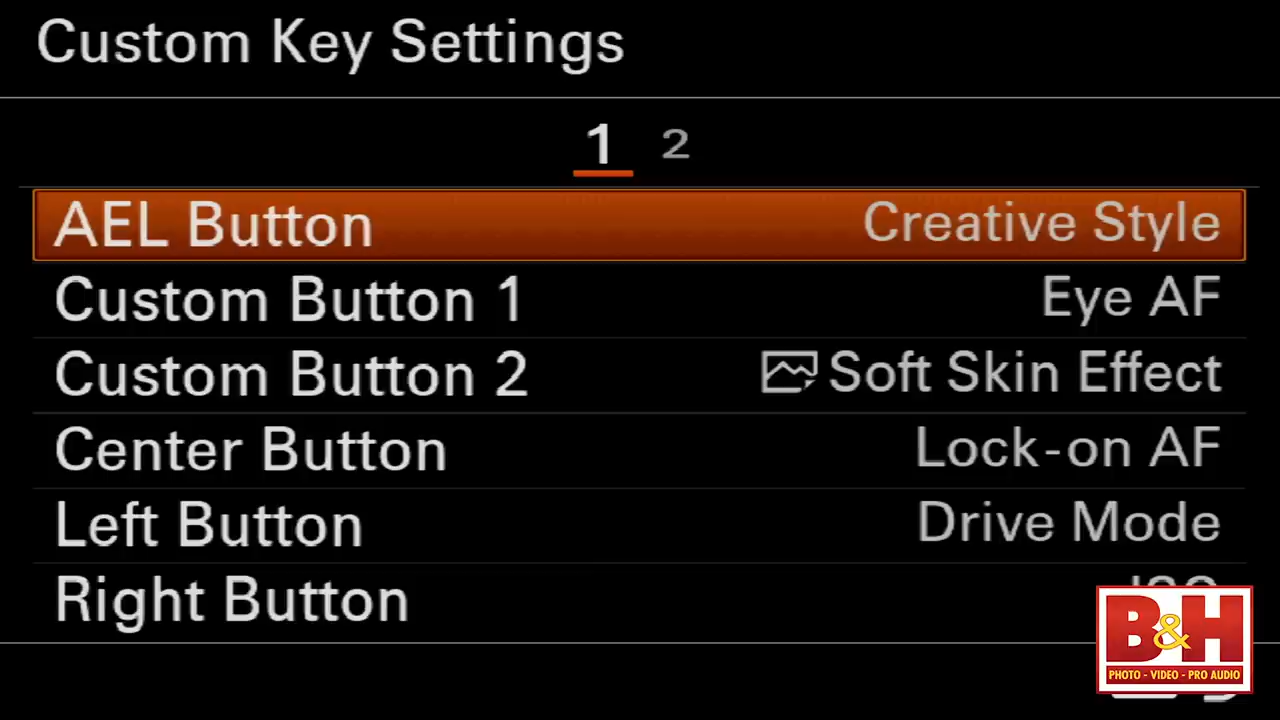 Custom Key Settings
1 2
AEL Button Creative Style
Custom Button 1 Eye AF
Custom Button 2 Soft Skin Effect
Center Button Lock-on AF
Left Button Drive Mode
Right Button
B&H
PHOTO - VIDEO - PRO AUDIO